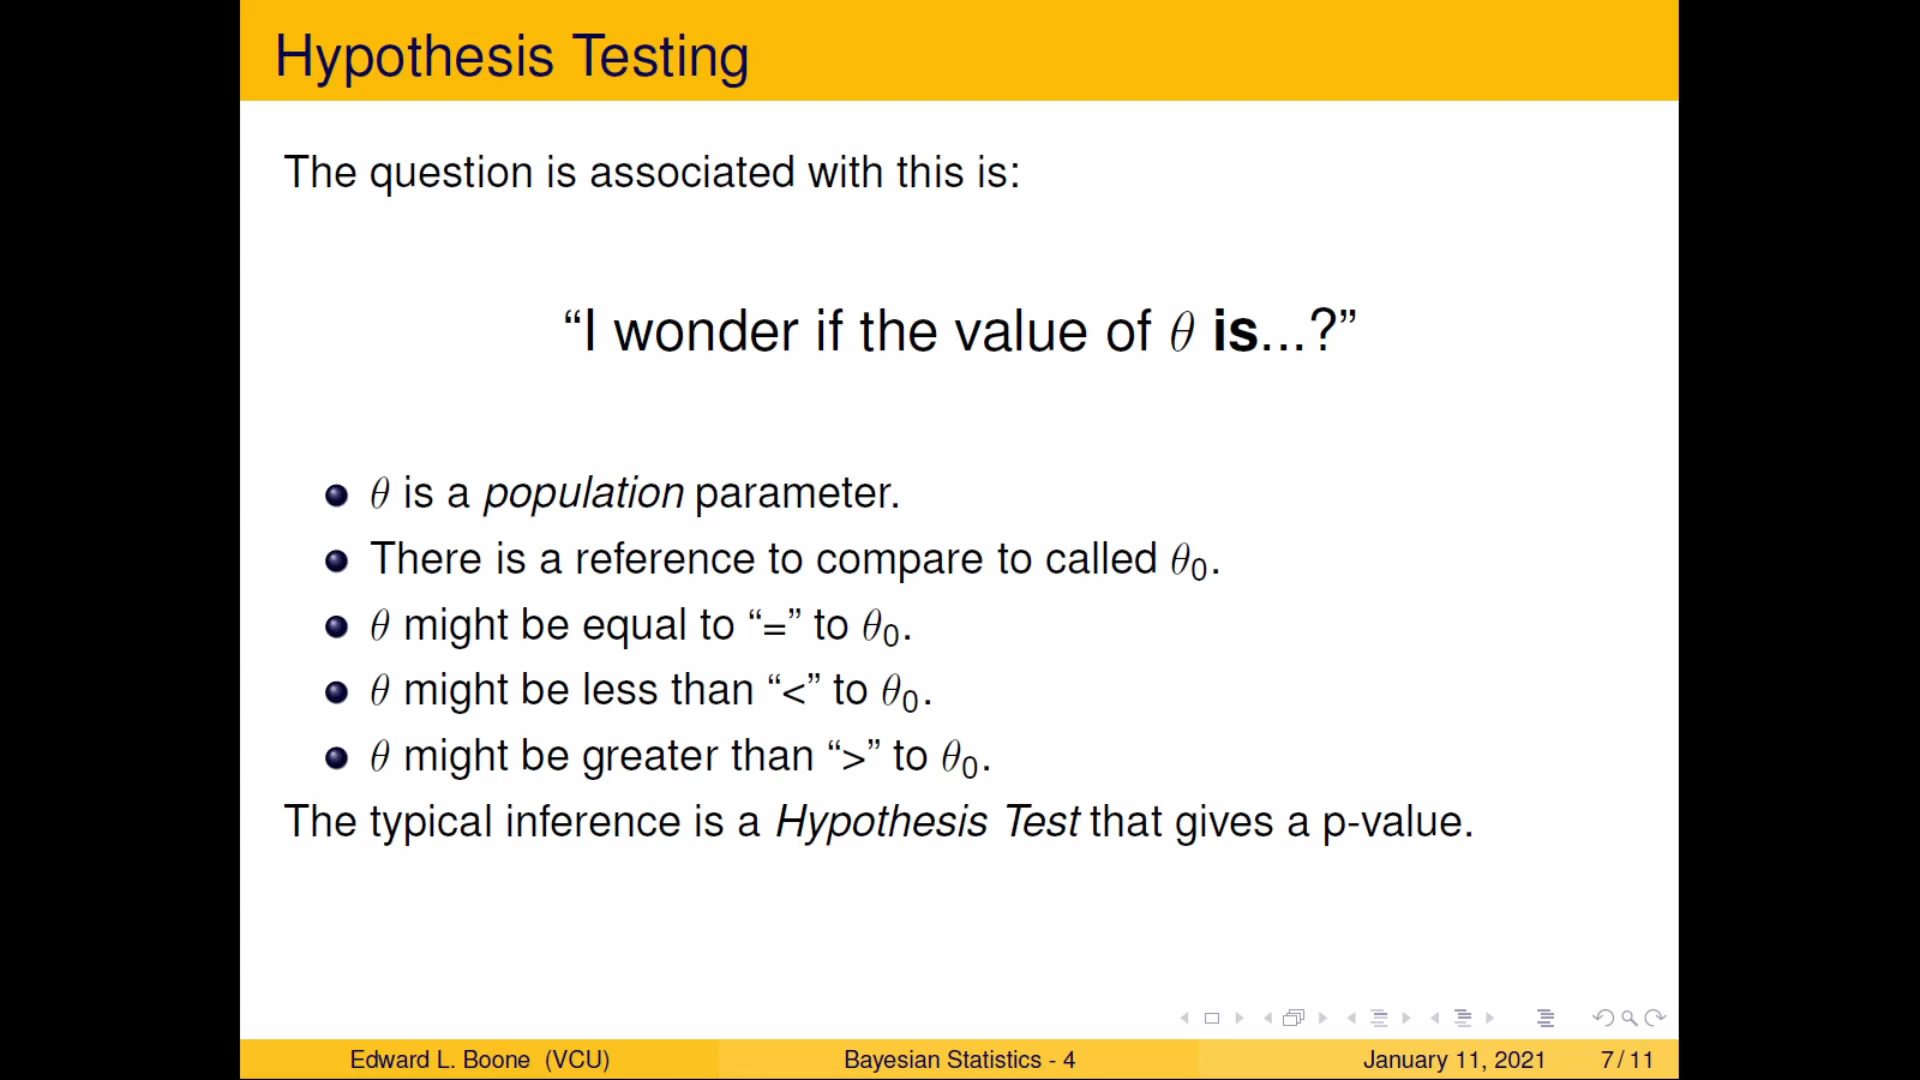 Hypothesis Testing
The question is associated with this is:
“I wonder if the value of θ is...?”
θ is a population parameter.
There is a reference to compare to called θ₀.
θ might be equal to “=” to θ₀.
θ might be less than “<” to θ₀.
θ might be greater than “>” to θ₀.
The typical inference is a Hypothesis Test that gives a p-value.
Edward L. Boone (VCU) Bayesian Statistics - 4 January 11, 2021 7 / 11